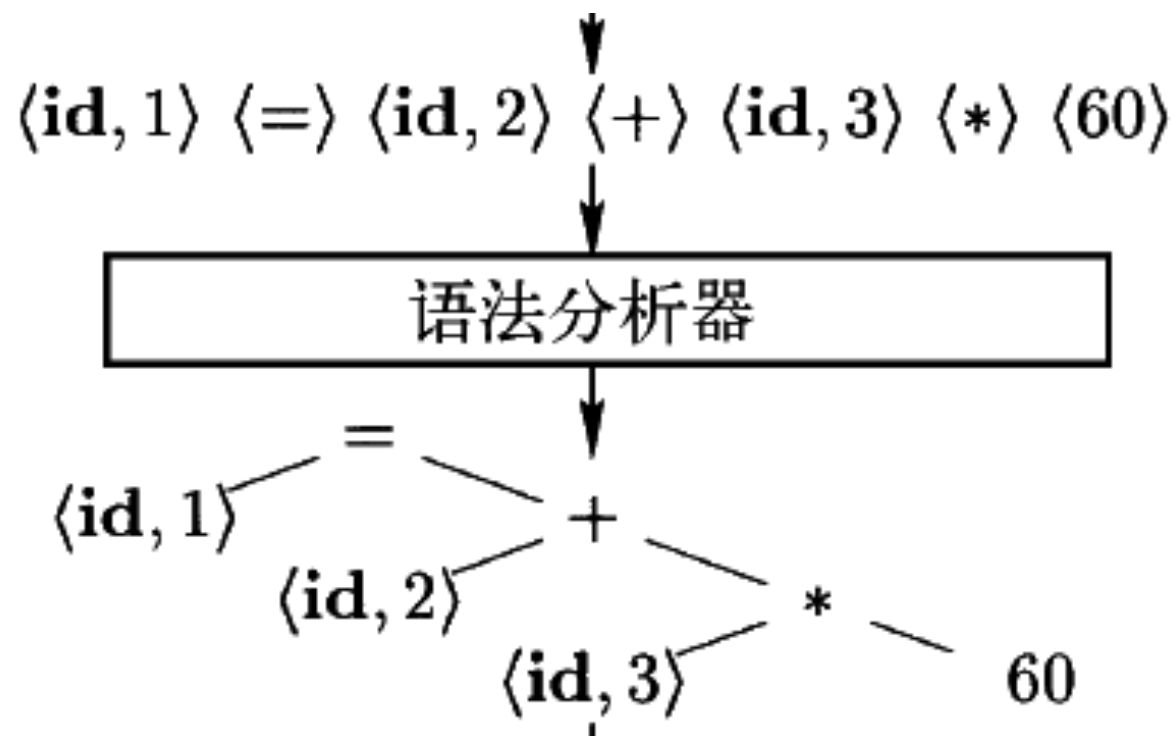 ⟨id, 1⟩ ⟨=⟩ ⟨id, 2⟩ ⟨+⟩ ⟨id, 3⟩ ⟨*⟩ ⟨60⟩
语法分析器
=
⟨id, 1⟩
+
⟨id, 2⟩
*
⟨id, 3⟩
60